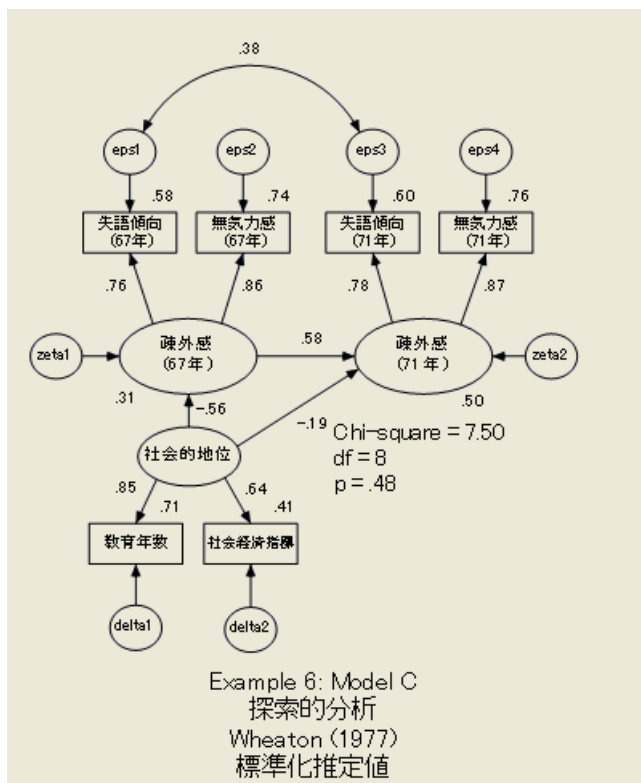 .38
eps1
eps2
eps3
eps4
.58
.74
.60
.76
失語傾向
(67年)
無気力感
(67年)
失語傾向
(71年)
無気力感
(71年)
.76
.86
.78
.87
zeta1
疎外感
(67年)
.58
疎外感
(71年)
zeta2
.31
-.56
.50
-.19
Chi-square = 7.50
df = 8
p = .48
社会的地位
.85
.71
.64
.41
教育年数
社会経済指標
delta1
delta2
Example 6: Model C
探索的分析
Wheaton (1977)
標準化推定値